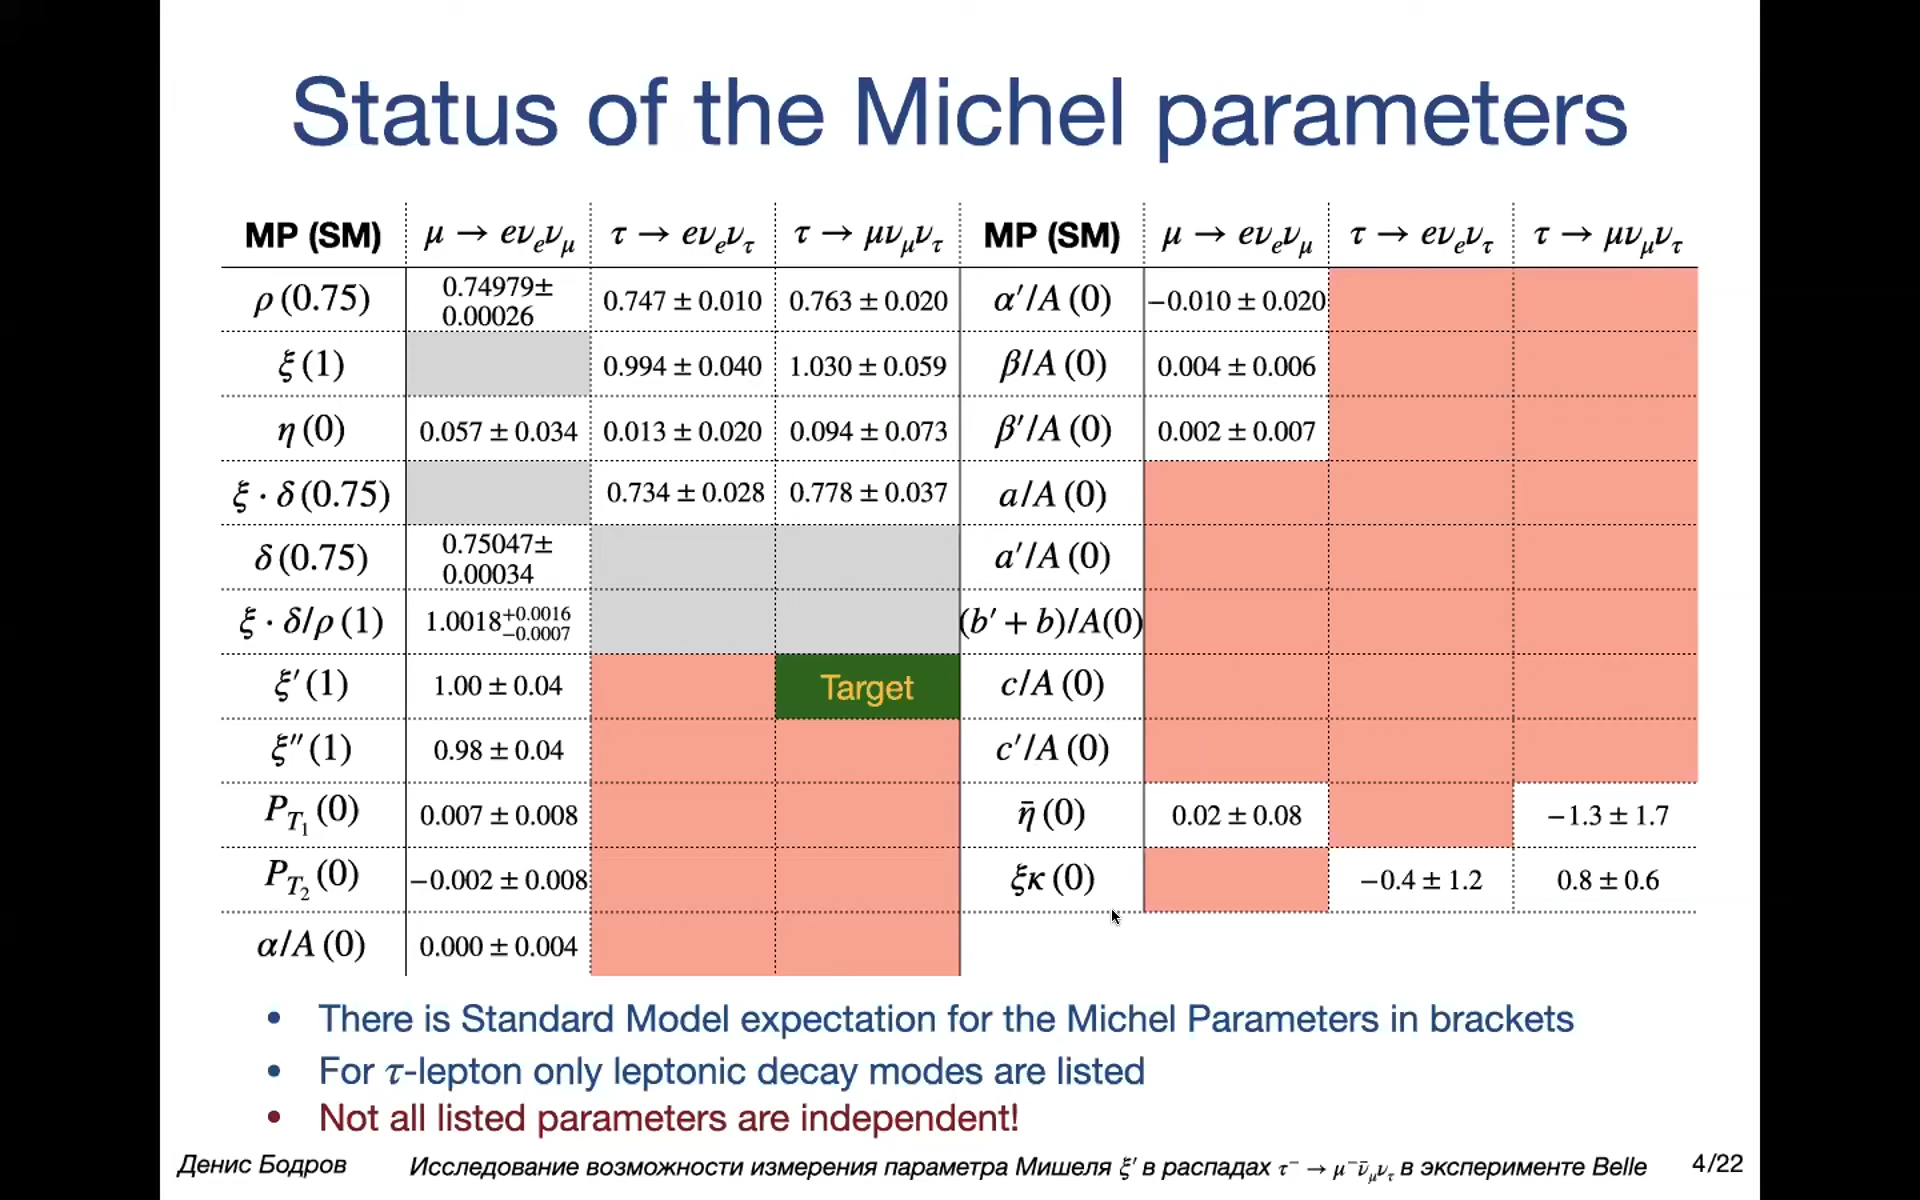 Status of the Michel parameters
MP (SM) μ → eν_eν_μ τ → eν_eν_τ τ → μν_μν_τ MP (SM) μ → eν_eν_μ τ → eν_eν_τ τ → μν_μν_τ
ρ (0.75) 0.74979± 0.00026 0.747 ± 0.010 0.763 ± 0.020 α′/A (0) −0.010 ± 0.020
ξ (1) 0.994 ± 0.040 1.030 ± 0.059 β/A (0) 0.004 ± 0.006
η (0) 0.057 ± 0.034 0.013 ± 0.020 0.094 ± 0.073 β′/A (0) 0.002 ± 0.007
ξ · δ (0.75) 0.734 ± 0.028 0.778 ± 0.037 a/A (0)
δ (0.75) 0.75047± 0.00034 a′/A (0)
ξ · δ/ρ (1) 1.0018^{+0.0016}_{−0.0007} (b′ + b)/A(0)
ξ′ (1) 1.00 ± 0.04 Target c/A (0)
ξ″ (1) 0.98 ± 0.04 c′/A (0)
P_{T_1} (0) 0.007 ± 0.008 η̄ (0) 0.02 ± 0.08 −1.3 ± 1.7
P_{T_2} (0) −0.002 ± 0.008 ξκ (0) −0.4 ± 1.2 0.8 ± 0.6
α/A (0) 0.000 ± 0.004
• There is Standard Model expectation for the Michel Parameters in brackets
• For τ-lepton only leptonic decay modes are listed
• Not all listed parameters are independent!
Денис Бодров Исследование возможности измерения параметра Мишеля ξ′ в распадах τ⁻ → μ⁻ν̄_μν_τ в эксперименте Belle 4/22